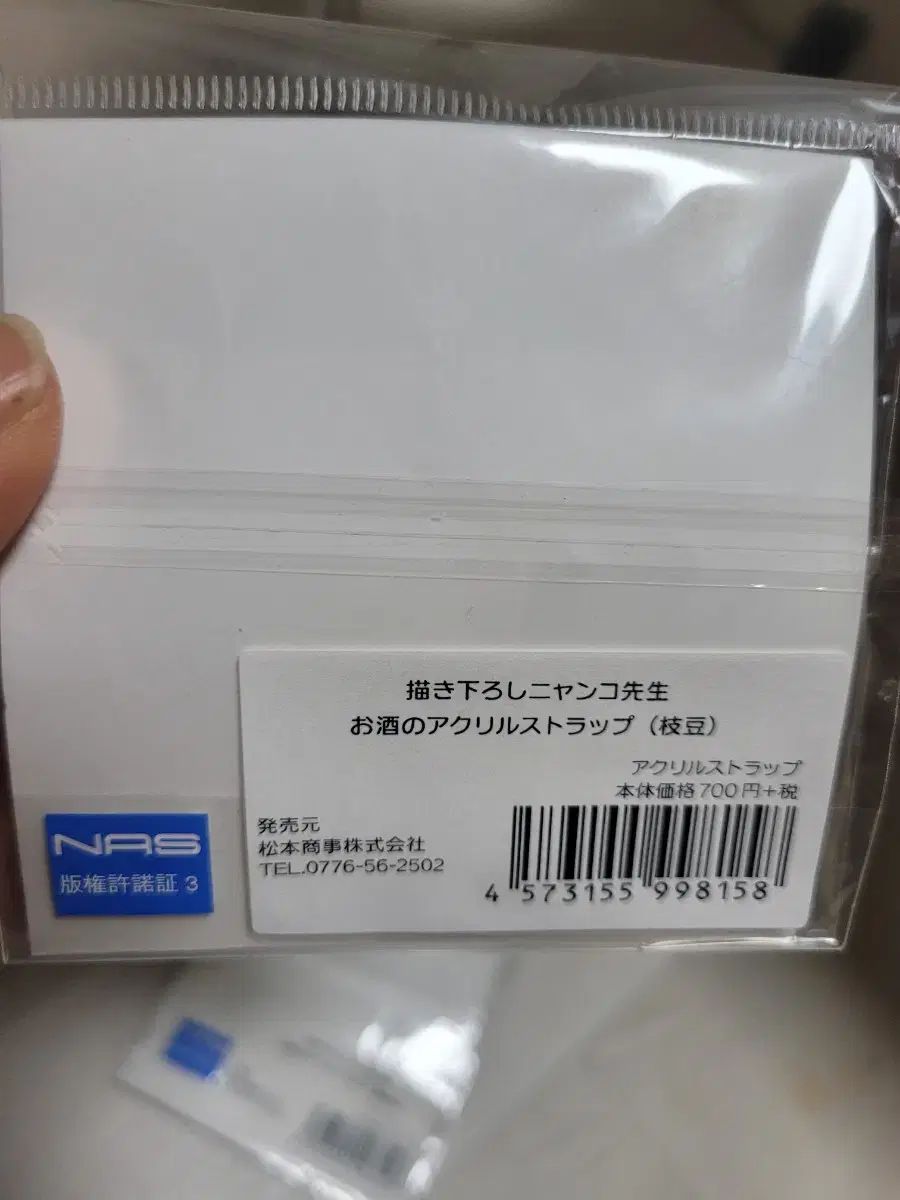 描き下ろしニャンコ先生
お酒のアクリルストラップ（枝豆）
アクリルストラップ
本体価格700円+税
発売元
松本商事株式会社
TEL.0776-56-2502
4 573155 998158
NAS
版権許諾証 3